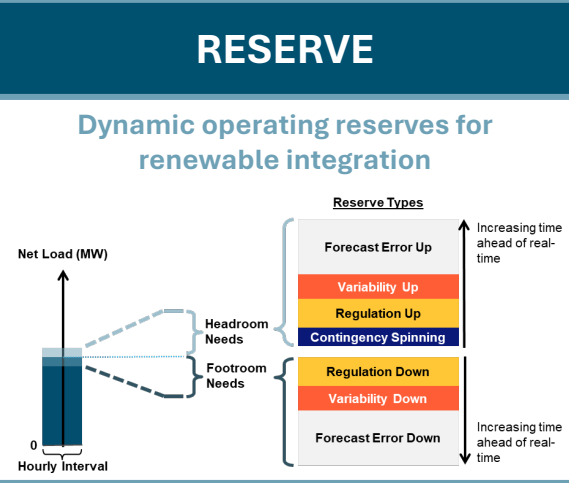 RESERVE
Dynamic operating reserves for
renewable integration
Reserve Types
Net Load (MW)
0
Hourly Interval
Headroom
Needs
Footroom
Needs
Forecast Error Up
Variability Up
Regulation Up
Contingency Spinning
Regulation Down
Variability Down
Forecast Error Down
Increasing time
ahead of real-
time
Increasing time
ahead of real-
time